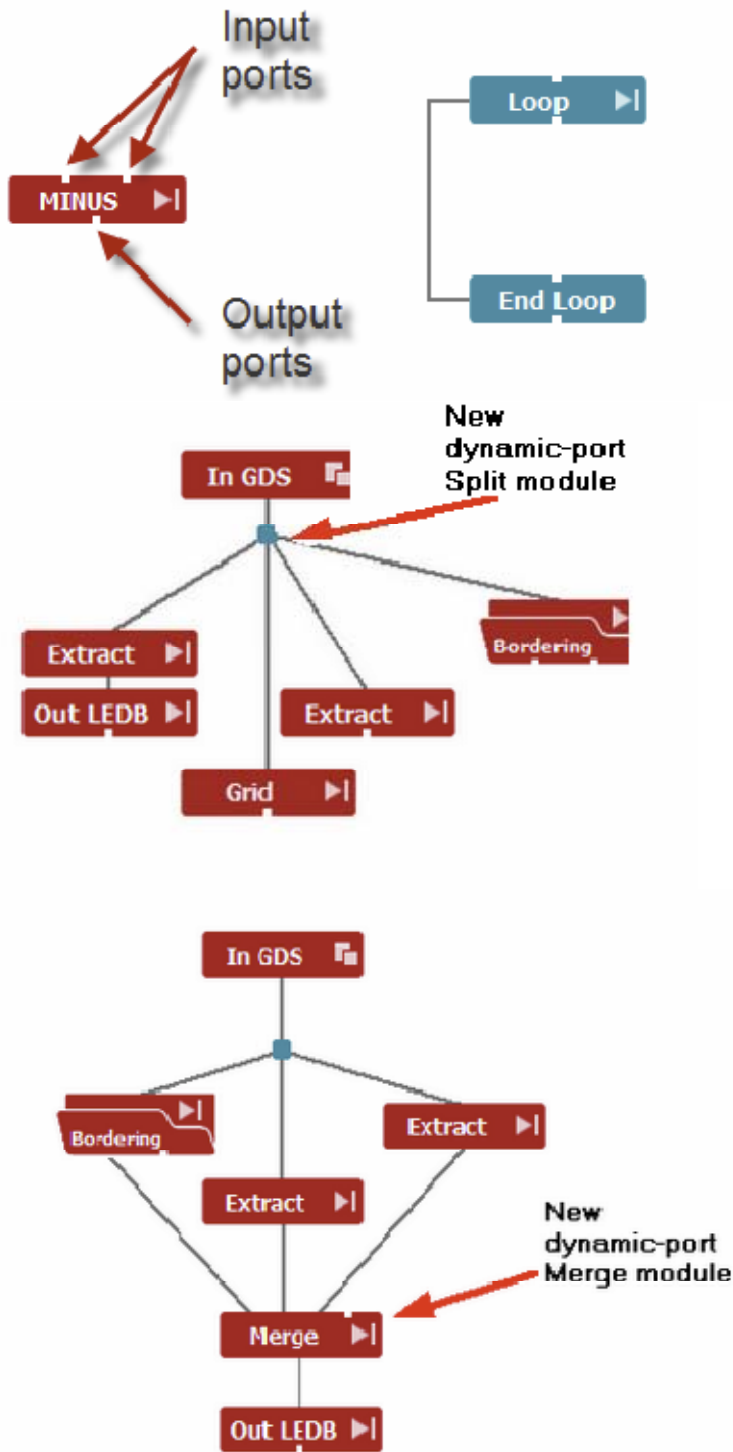 Input
ports
MINUS
Output
ports
Loop
End Loop
New
dynamic-port
Split module
In GDS
Extract
Out LEDB
Extract
Grid
Bordering
In GDS
Bordering
Extract
Extract
New
dynamic-port
Merge module
Merge
Out LEDB